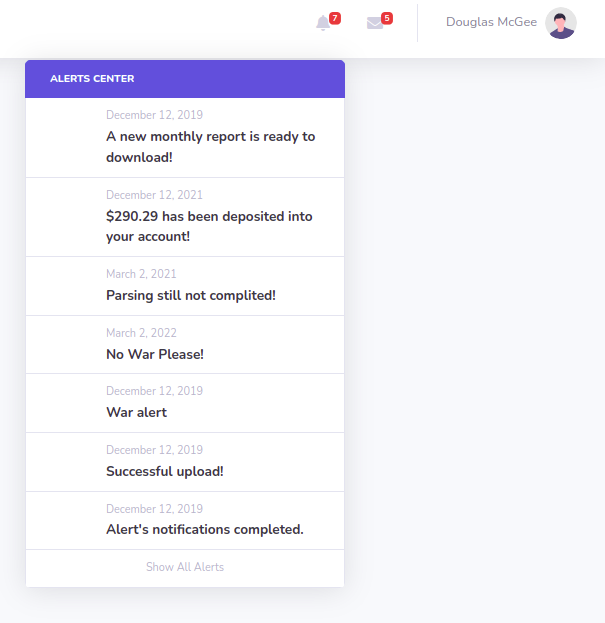 7 5 Douglas McGee
ALERTS CENTER
December 12, 2019
A new monthly report is ready to
download!
December 12, 2021
$290.29 has been deposited into
your account!
March 2, 2021
Parsing still not complited!
March 2, 2022
No War Please!
December 12, 2019
War alert
December 12, 2019
Successful upload!
December 12, 2019
Alert's notifications completed.
Show All Alerts